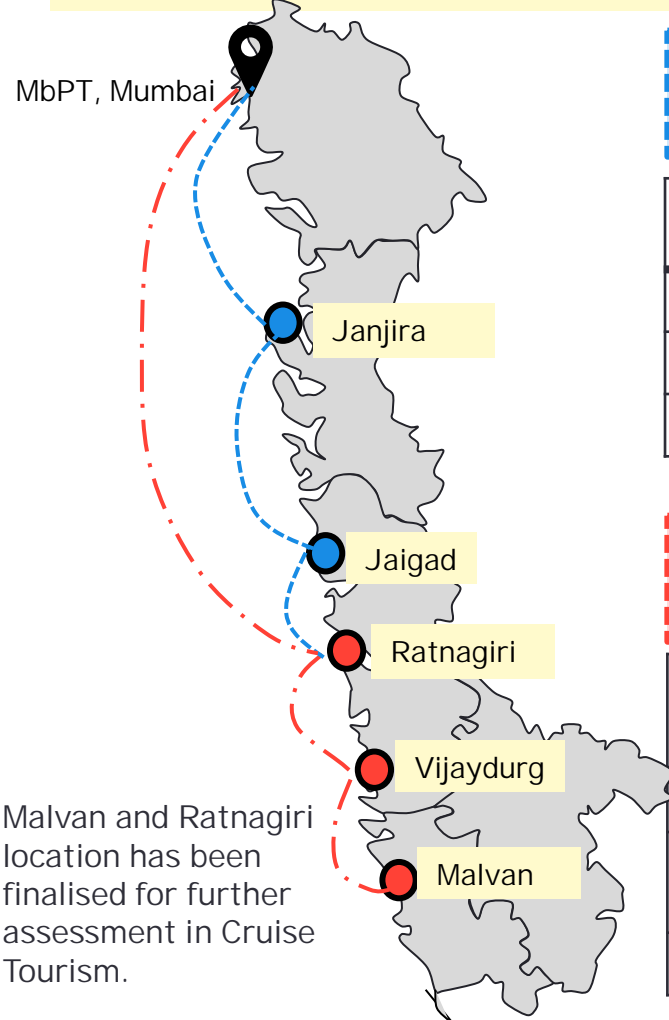 MbPT, Mumbai
Janjira
Jaigad
Ratnagiri
Vijaydurg
Malvan
Malvan and Ratnagiri
location has been
finalised for further
assessment in Cruise
Tourism.